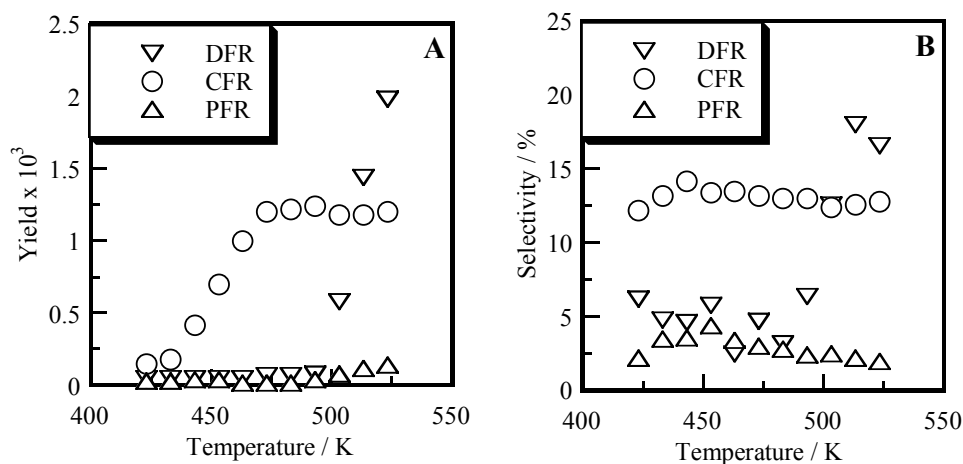 2.5
2
1.5
1
0.5
0
Yield x 10³
DFR
CFR
PFR
A
400 450 500 550
Temperature / K
25
20
15
10
5
0
Selectivity / %
DFR
CFR
PFR
B
400 450 500 550
Temperature / K